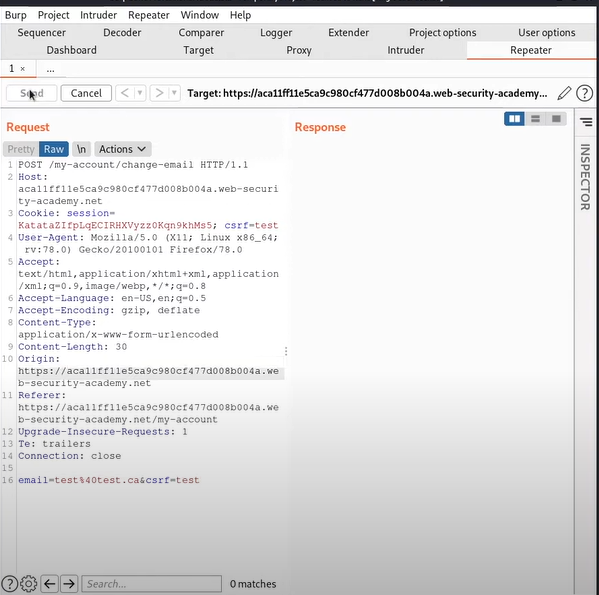 Burp Project Intruder Repeater Window Help
Sequencer Decoder Comparer Logger Extender Project options User options
Dashboard Target Proxy Intruder Repeater
1 × ...
Send Cancel < > Target: https://aca11ff11e5ca9c980cf477d008b004a.web-security-academy...
Request Response
Pretty Raw \n Actions
INSPECTOR
1 POST /my-account/change-email HTTP/1.1
2 Host:
aca11ff11e5ca9c980cf477d008b004a.web-securi
ty-academy.net
3 Cookie: session=
KatataZIfpLqECIRHXVyzz0Kqn9khMs5; csrf=test
4 User-Agent: Mozilla/5.0 (X11; Linux x86_64;
rv:78.0) Gecko/20100101 Firefox/78.0
5 Accept:
text/html,application/xhtml+xml,application
/xml;q=0.9,image/webp,*/*;q=0.8
6 Accept-Language: en-US,en;q=0.5
7 Accept-Encoding: gzip, deflate
8 Content-Type:
application/x-www-form-urlencoded
9 Content-Length: 30
10 Origin:
https://aca11ff11e5ca9c980cf477d008b004a.we
b-security-academy.net
11 Referer:
https://aca11ff11e5ca9c980cf477d008b004a.we
b-security-academy.net/my-account
12 Upgrade-Insecure-Requests: 1
13 Te: trailers
14 Connection: close
15
16 email=test%40test.ca&csrf=test
Search... 0 matches